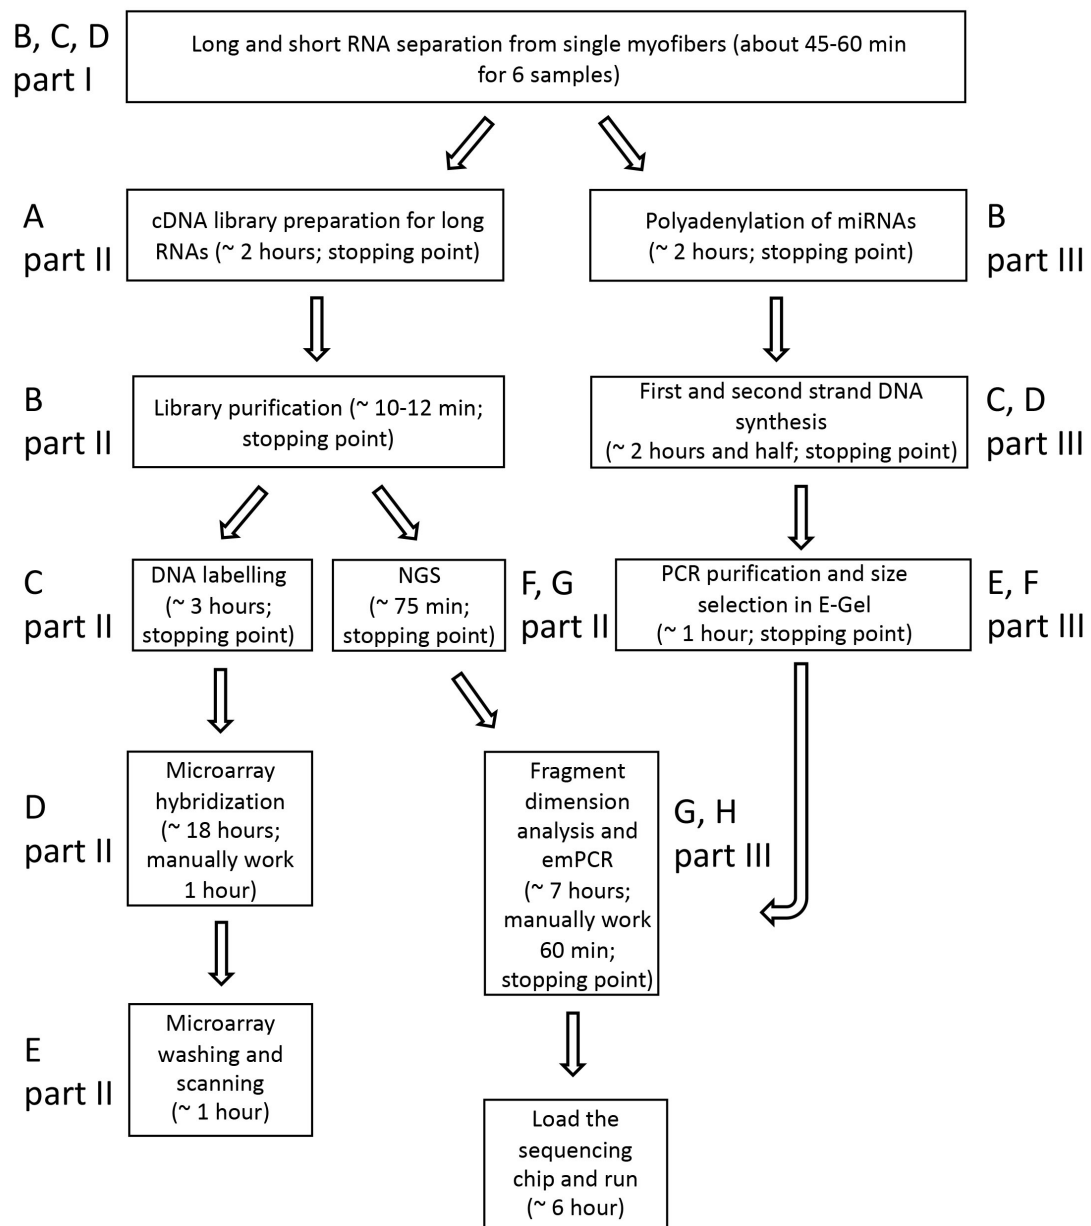 B, C, D
part I
Long and short RNA separation from single myofibers (about 45-60 min
for 6 samples)
A
part II
cDNA library preparation for long
RNAs (~ 2 hours; stopping point)
Polyadenylation of miRNAs
(~ 2 hours; stopping point)
B
part III
B
part II
Library purification (~ 10-12 min;
stopping point)
First and second strand DNA
synthesis
(~ 2 hours and half; stopping point)
C, D
part III
C
part II
DNA labelling
(~ 3 hours;
stopping point)
NGS
(~ 75 min;
stopping point)
F, G
part II
PCR purification and size
selection in E-Gel
(~ 1 hour; stopping point)
E, F
part III
D
part II
Microarray
hybridization
(~ 18 hours;
manually work
1 hour)
Fragment
dimension
analysis and
emPCR
(~ 7 hours;
manually work
60 min;
stopping point)
G, H
part III
E
part II
Microarray
washing and
scanning
(~ 1 hour)
Load the
sequencing
chip and run
(~ 6 hour)